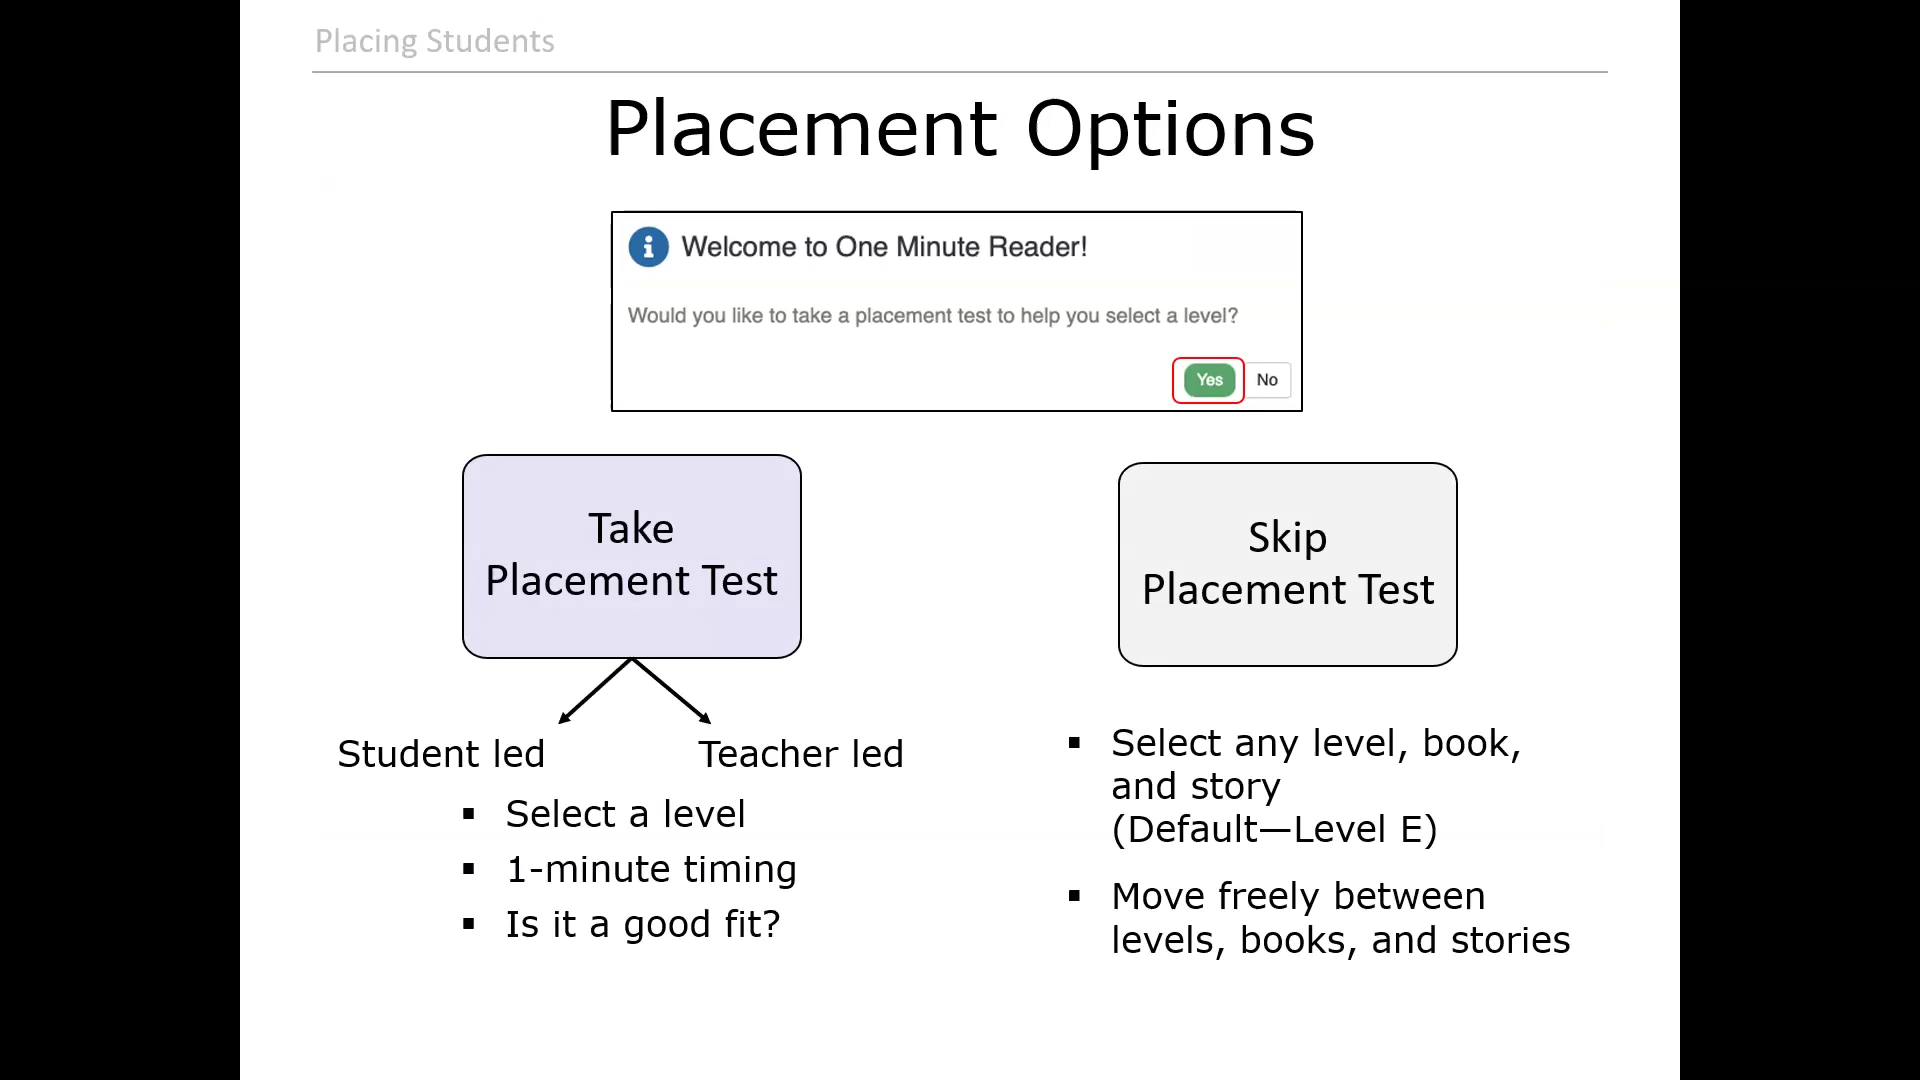 Placing Students
Placement Options
Welcome to One Minute Reader!
Would you like to take a placement test to help you select a level?
Yes No
Take
Placement Test
Student led
Teacher led
▪ Select a level
▪ 1-minute timing
▪ Is it a good fit?
Skip
Placement Test
▪ Select any level, book,
and story
(Default—Level E)
▪ Move freely between
levels, books, and stories